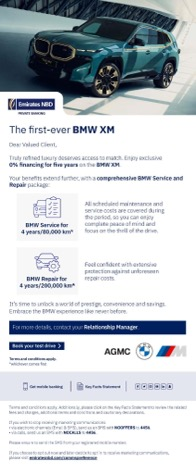 Emirates NBD
PRIVATE BANKING
The first-ever BMW XM
Dear Valued Client,
Truly refined luxury deserves access to match. Enjoy exclusive
0% financing for five years on the BMW XM.
Your benefits extend further, with a comprehensive BMW Service and
Repair package:
BMW Service for
4 years/80,000 km*
All scheduled maintenance and
service costs are covered during
the period, so you can enjoy
complete peace of mind and
focus on the thrill of the drive.
BMW Repair for
4 years/200,000 km*
Feel confident with extensive
protection against unforeseen
repair costs.
It's time to unlock a world of prestige, convenience and savings.
Embrace the BMW experience like never before.
For more details, contact your Relationship Manager.
Book your test drive
Terms and conditions apply.
AGMC
BMW
M
Get mobile banking
Key Facts Statement